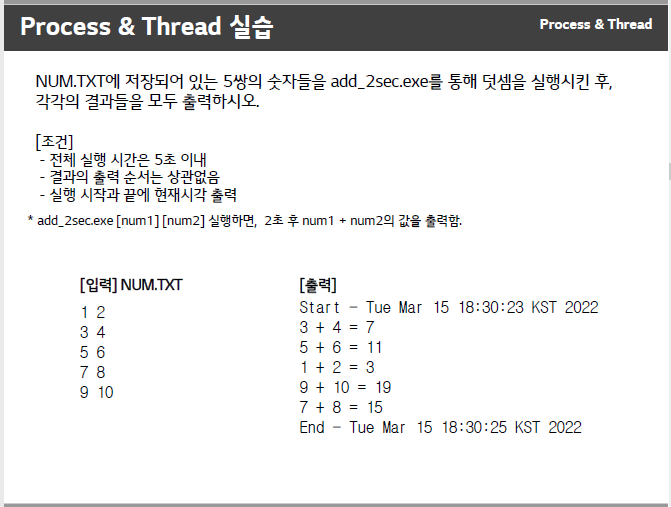 Process & Thread 실습
Process & Thread
NUM.TXT에 저장되어 있는 5쌍의 숫자들을 add_2sec.exe를 통해 덧셈을 실행시킨 후,
각각의 결과들을 모두 출력하시오.
[조건]
- 전체 실행 시간은 5초 이내
- 결과의 출력 순서는 상관없음
- 실행 시작과 끝에 현재시각 출력
* add_2sec.exe [num1] [num2] 실행하면, 2초 후 num1 + num2의 값을 출력함.
[입력] NUM.TXT
1 2
3 4
5 6
7 8
9 10
[출력]
Start - Tue Mar 15 18:30:23 KST 2022
3 + 4 = 7
5 + 6 = 11
1 + 2 = 3
9 + 10 = 19
7 + 8 = 15
End - Tue Mar 15 18:30:25 KST 2022